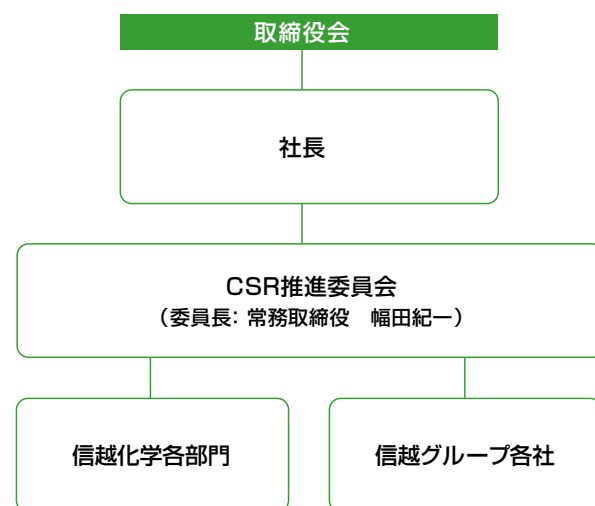 取締役会
社長
CSR推進委員会
（委員長: 常務取締役　幅田紀一）
信越化学各部門
信越グループ各社